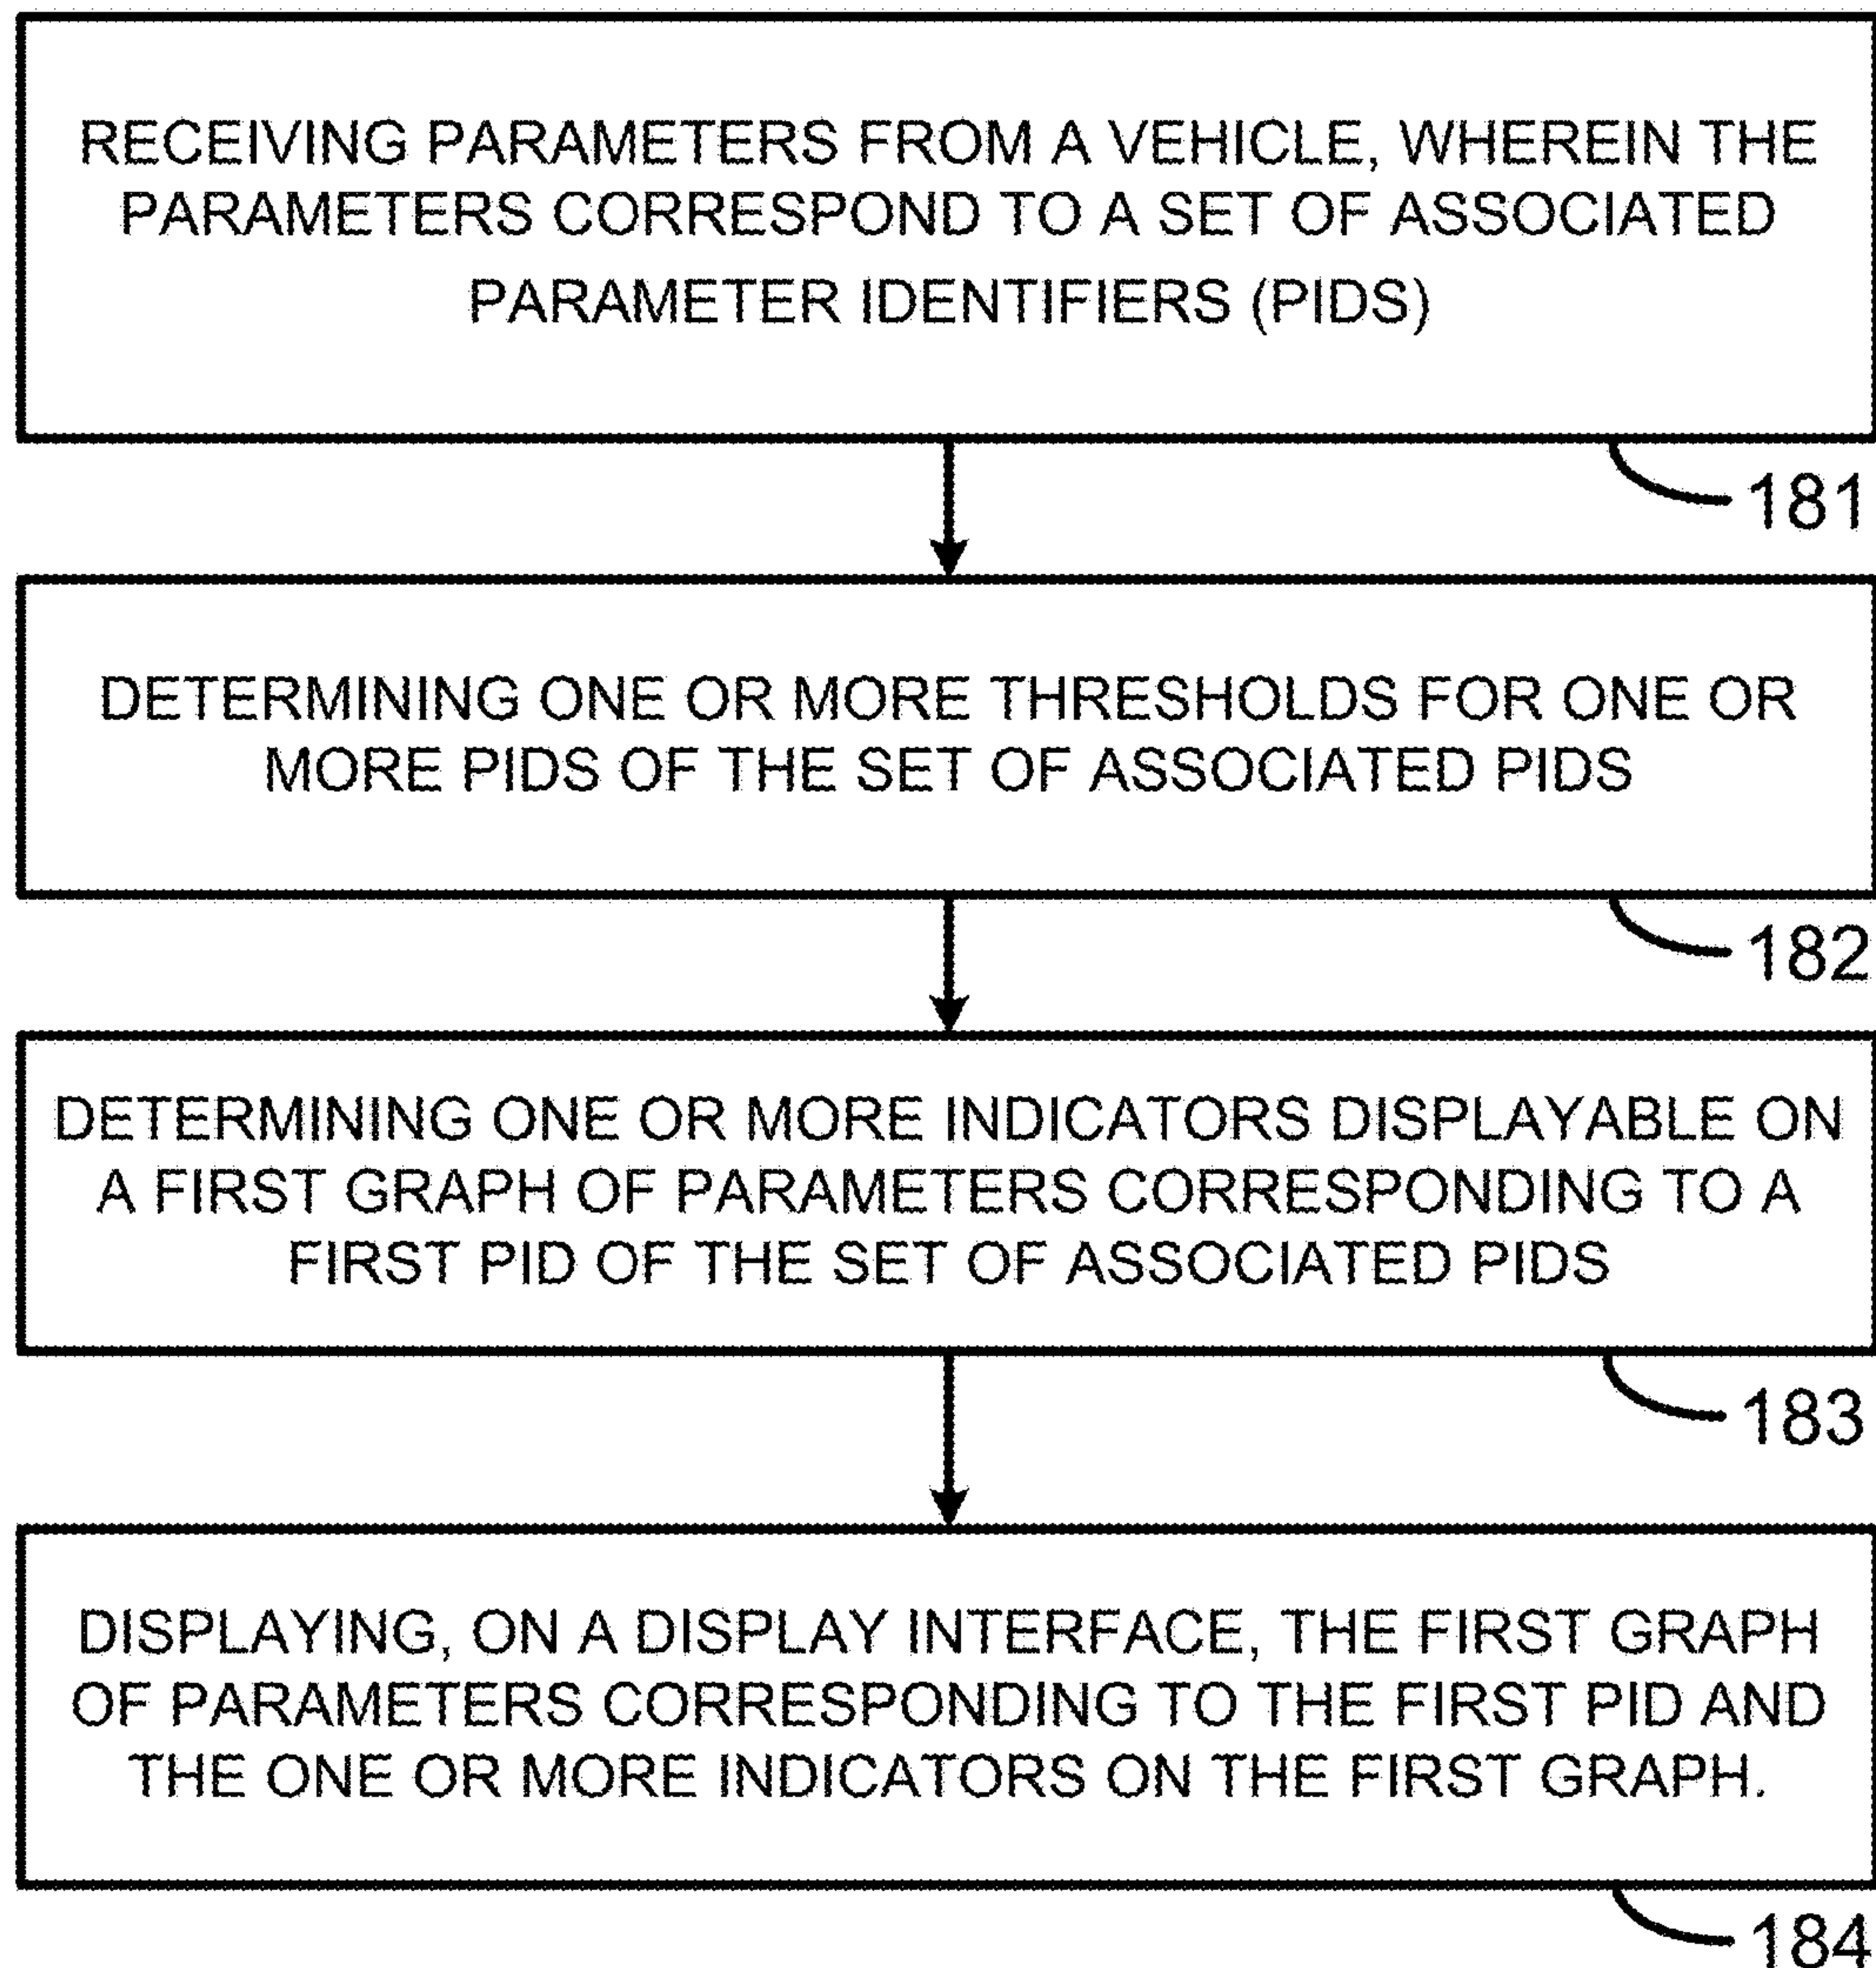 RECEIVING PARAMETERS FROM A VEHICLE, WHEREIN THE
PARAMETERS CORRESPOND TO A SET OF ASSOCIATED
PARAMETER IDENTIFIERS (PIDS)
181
DETERMINING ONE OR MORE THRESHOLDS FOR ONE OR
MORE PIDS OF THE SET OF ASSOCIATED PIDS
182
DETERMINING ONE OR MORE INDICATORS DISPLAYABLE ON
A FIRST GRAPH OF PARAMETERS CORRESPONDING TO A
FIRST PID OF THE SET OF ASSOCIATED PIDS
183
DISPLAYING, ON A DISPLAY INTERFACE, THE FIRST GRAPH
OF PARAMETERS CORRESPONDING TO THE FIRST PID AND
THE ONE OR MORE INDICATORS ON THE FIRST GRAPH.
184